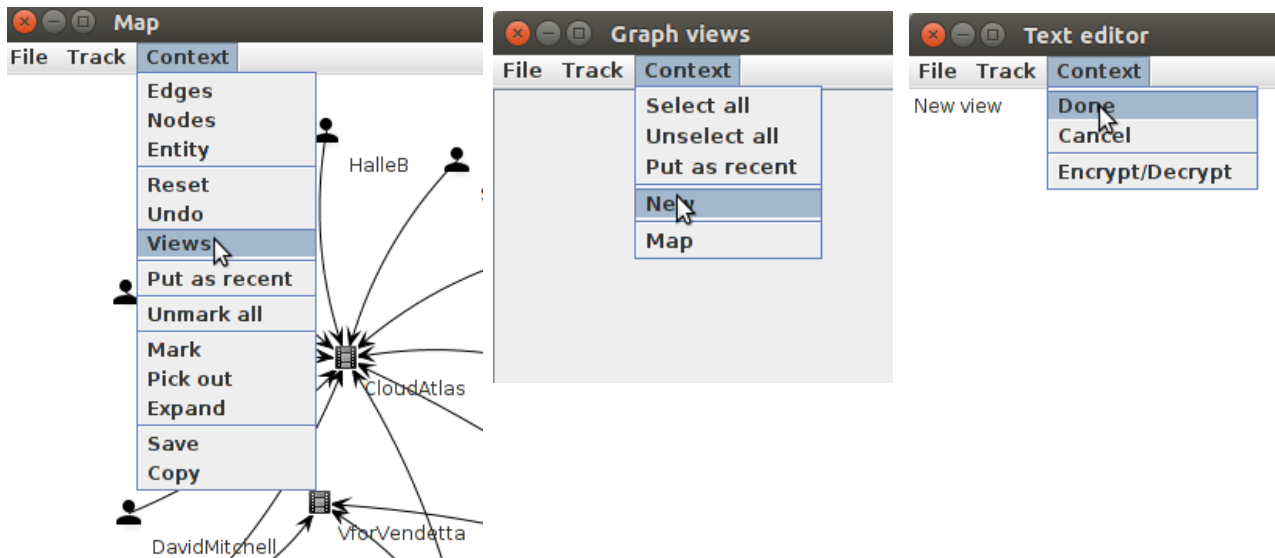 Map
File Track Context
Edges
Nodes
Entity
Reset
Undo
Views
Put as recent
Unmark all
Mark
Pick out
Expand
Save
Copy
HalleB
CloudAtlas
VforVendetta
DavidMitchell
Graph views
File Track Context
Select all
Unselect all
Put as recent
New
Map
Text editor
File Track Context
New view
Done
Cancel
Encrypt/Decrypt